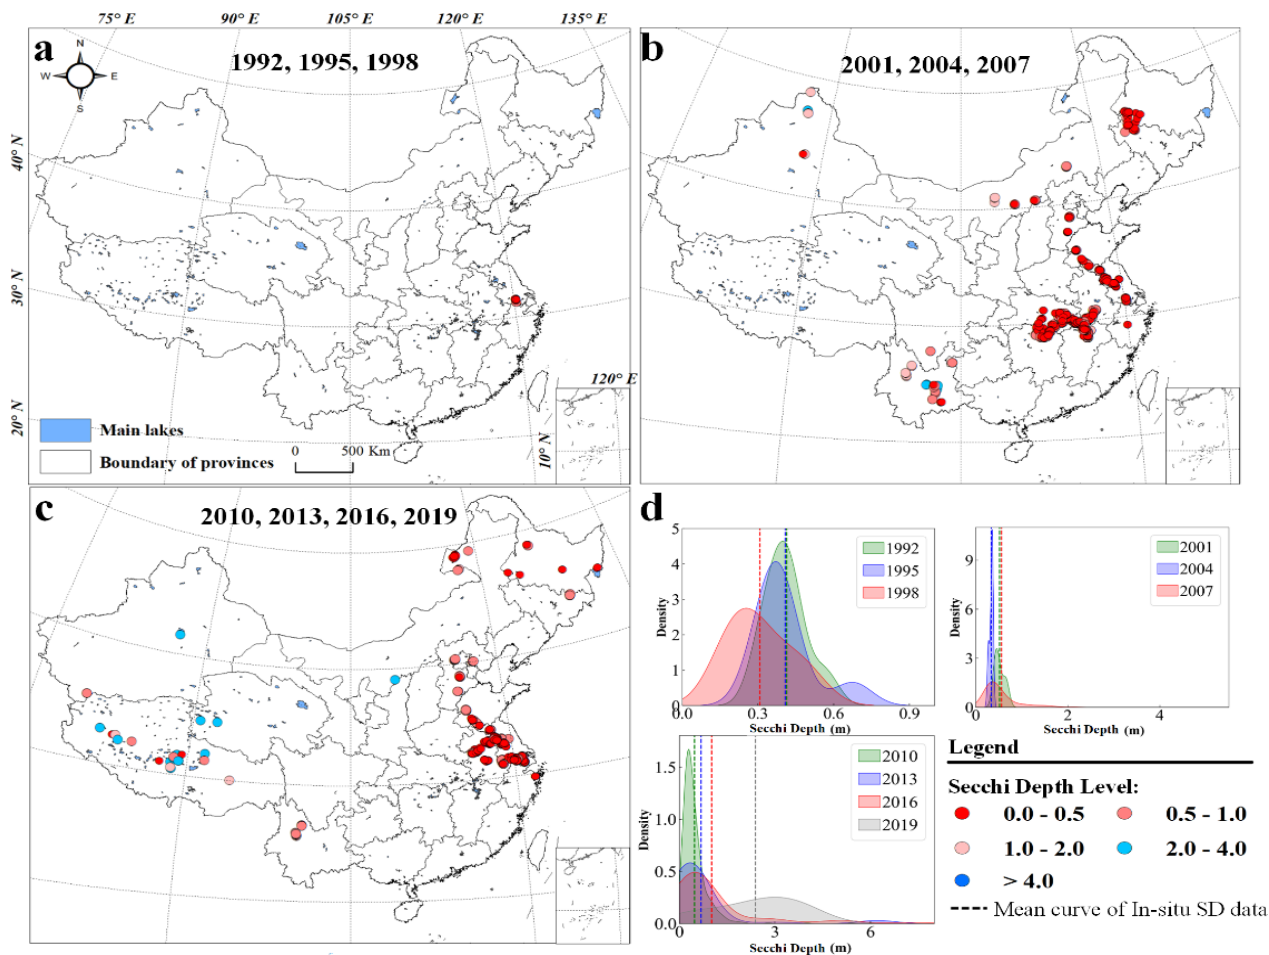 75° E 90° E 105° E 120° E 135° E
a
N
W E
S
1992, 1995, 1998
40° N
30° N
20° N
Main lakes
Boundary of provinces
0 500 Km
120° E
10° N
b
2001, 2004, 2007
c
2010, 2013, 2016, 2019
d
5
4
3
2
1
0
0.0 0.3 0.6 0.9
Density
Secchi Depth (m)
1992
1995
1998
9
6
3
0
0 2 4
Density
Secchi Depth (m)
2001
2004
2007
1.5
1.0
0.5
0.0
0 3 6
Density
Secchi Depth (m)
2010
2013
2016
2019
Legend
Secchi Depth Level:
0.0 - 0.5 0.5 - 1.0
1.0 - 2.0 2.0 - 4.0
> 4.0
Mean curve of In-situ SD data